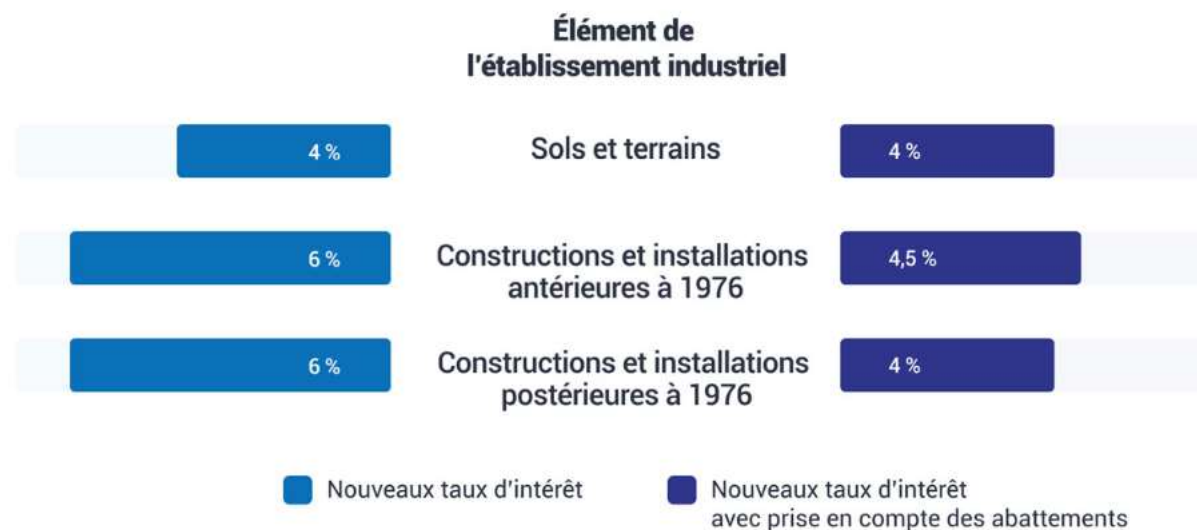 Élément de
l'établissement industriel
4 % Sols et terrains 4 %
6 % Constructions et installations 4,5 %
antérieures à 1976
6 % Constructions et installations 4 %
postérieures à 1976
Nouveaux taux d'intérêt
Nouveaux taux d'intérêt
avec prise en compte des abattements